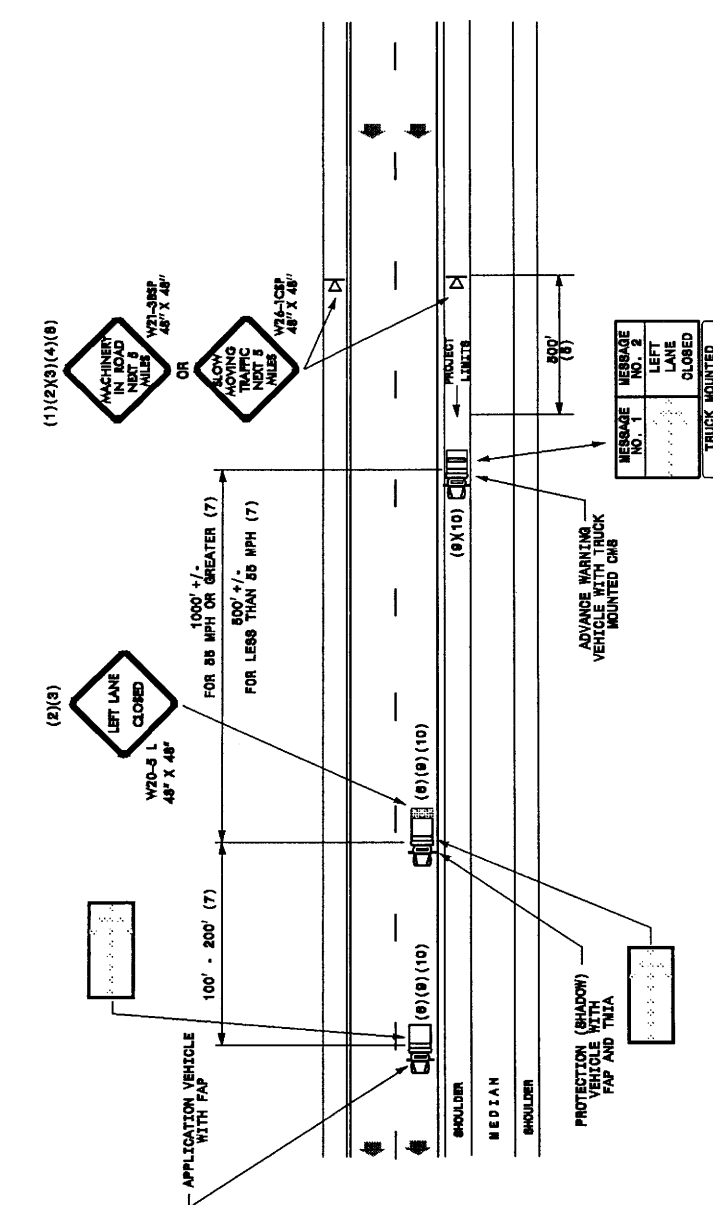 (1)(2)(3)(4)(8)
MACHINERY
IN ROAD
NEXT 5
MILES
W21-3BSP
48" X 48"
OR
SLOW
MOVING
TRAFFIC
NEXT 5
MILES
W26-1CSP
48" X 48"
PROJECT
LIMITS
500'
(5)
MESSAGE
NO. 1
MESSAGE
NO. 2
LEFT
LANE
CLOSED
TRUCK MOUNTED
(9)(10)
ADVANCE WARNING
VEHICLE WITH TRUCK
MOUNTED CMS
1000' +/-
FOR 55 MPH OR GREATER (7)
500' +/-
FOR LESS THAN 55 MPH (7)
(2)(3)
LEFT LANE
CLOSED
W20-5 L
48" X 48"
(6)(9)(10)
100' - 200' (7)
(6)(9)(10)
APPLICATION VEHICLE
WITH FAP
PROTECTION (SHADOW)
VEHICLE WITH
FAP AND TMIA
SHOULDER
MEDIAN
SHOULDER